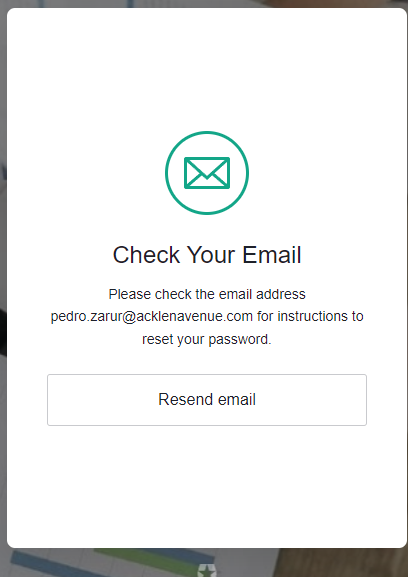 Check Your Email
Please check the email address
pedro.zarur@acklenavenue.com for instructions to
reset your password.
Resend email